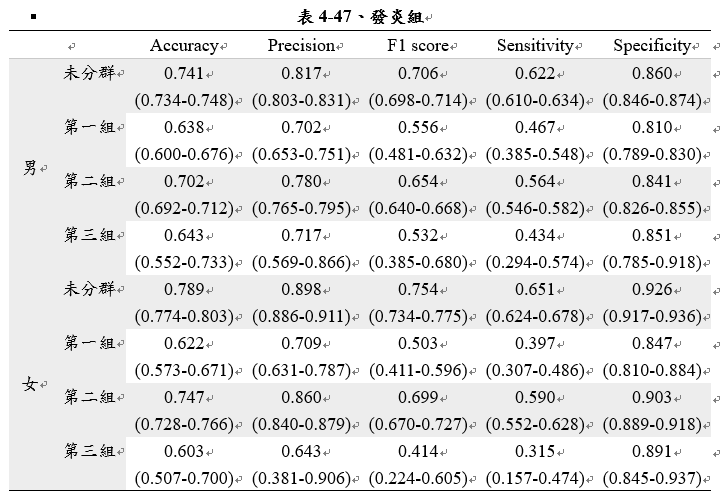 表 4-47、發炎組
Accuracy Precision F1 score Sensitivity Specificity
男
未分群 0.741 0.817 0.706 0.622 0.860
(0.734-0.748) (0.803-0.831) (0.698-0.714) (0.610-0.634) (0.846-0.874)
第一組 0.638 0.702 0.556 0.467 0.810
(0.600-0.676) (0.653-0.751) (0.481-0.632) (0.385-0.548) (0.789-0.830)
第二組 0.702 0.780 0.654 0.564 0.841
(0.692-0.712) (0.765-0.795) (0.640-0.668) (0.546-0.582) (0.826-0.855)
第三組 0.643 0.717 0.532 0.434 0.851
(0.552-0.733) (0.569-0.866) (0.385-0.680) (0.294-0.574) (0.785-0.918)
女
未分群 0.789 0.898 0.754 0.651 0.926
(0.774-0.803) (0.886-0.911) (0.734-0.775) (0.624-0.678) (0.917-0.936)
第一組 0.622 0.709 0.503 0.397 0.847
(0.573-0.671) (0.631-0.787) (0.411-0.596) (0.307-0.486) (0.810-0.884)
第二組 0.747 0.860 0.699 0.590 0.903
(0.728-0.766) (0.840-0.879) (0.670-0.727) (0.552-0.628) (0.889-0.918)
第三組 0.603 0.643 0.414 0.315 0.891
(0.507-0.700) (0.381-0.906) (0.224-0.605) (0.157-0.474) (0.845-0.937)